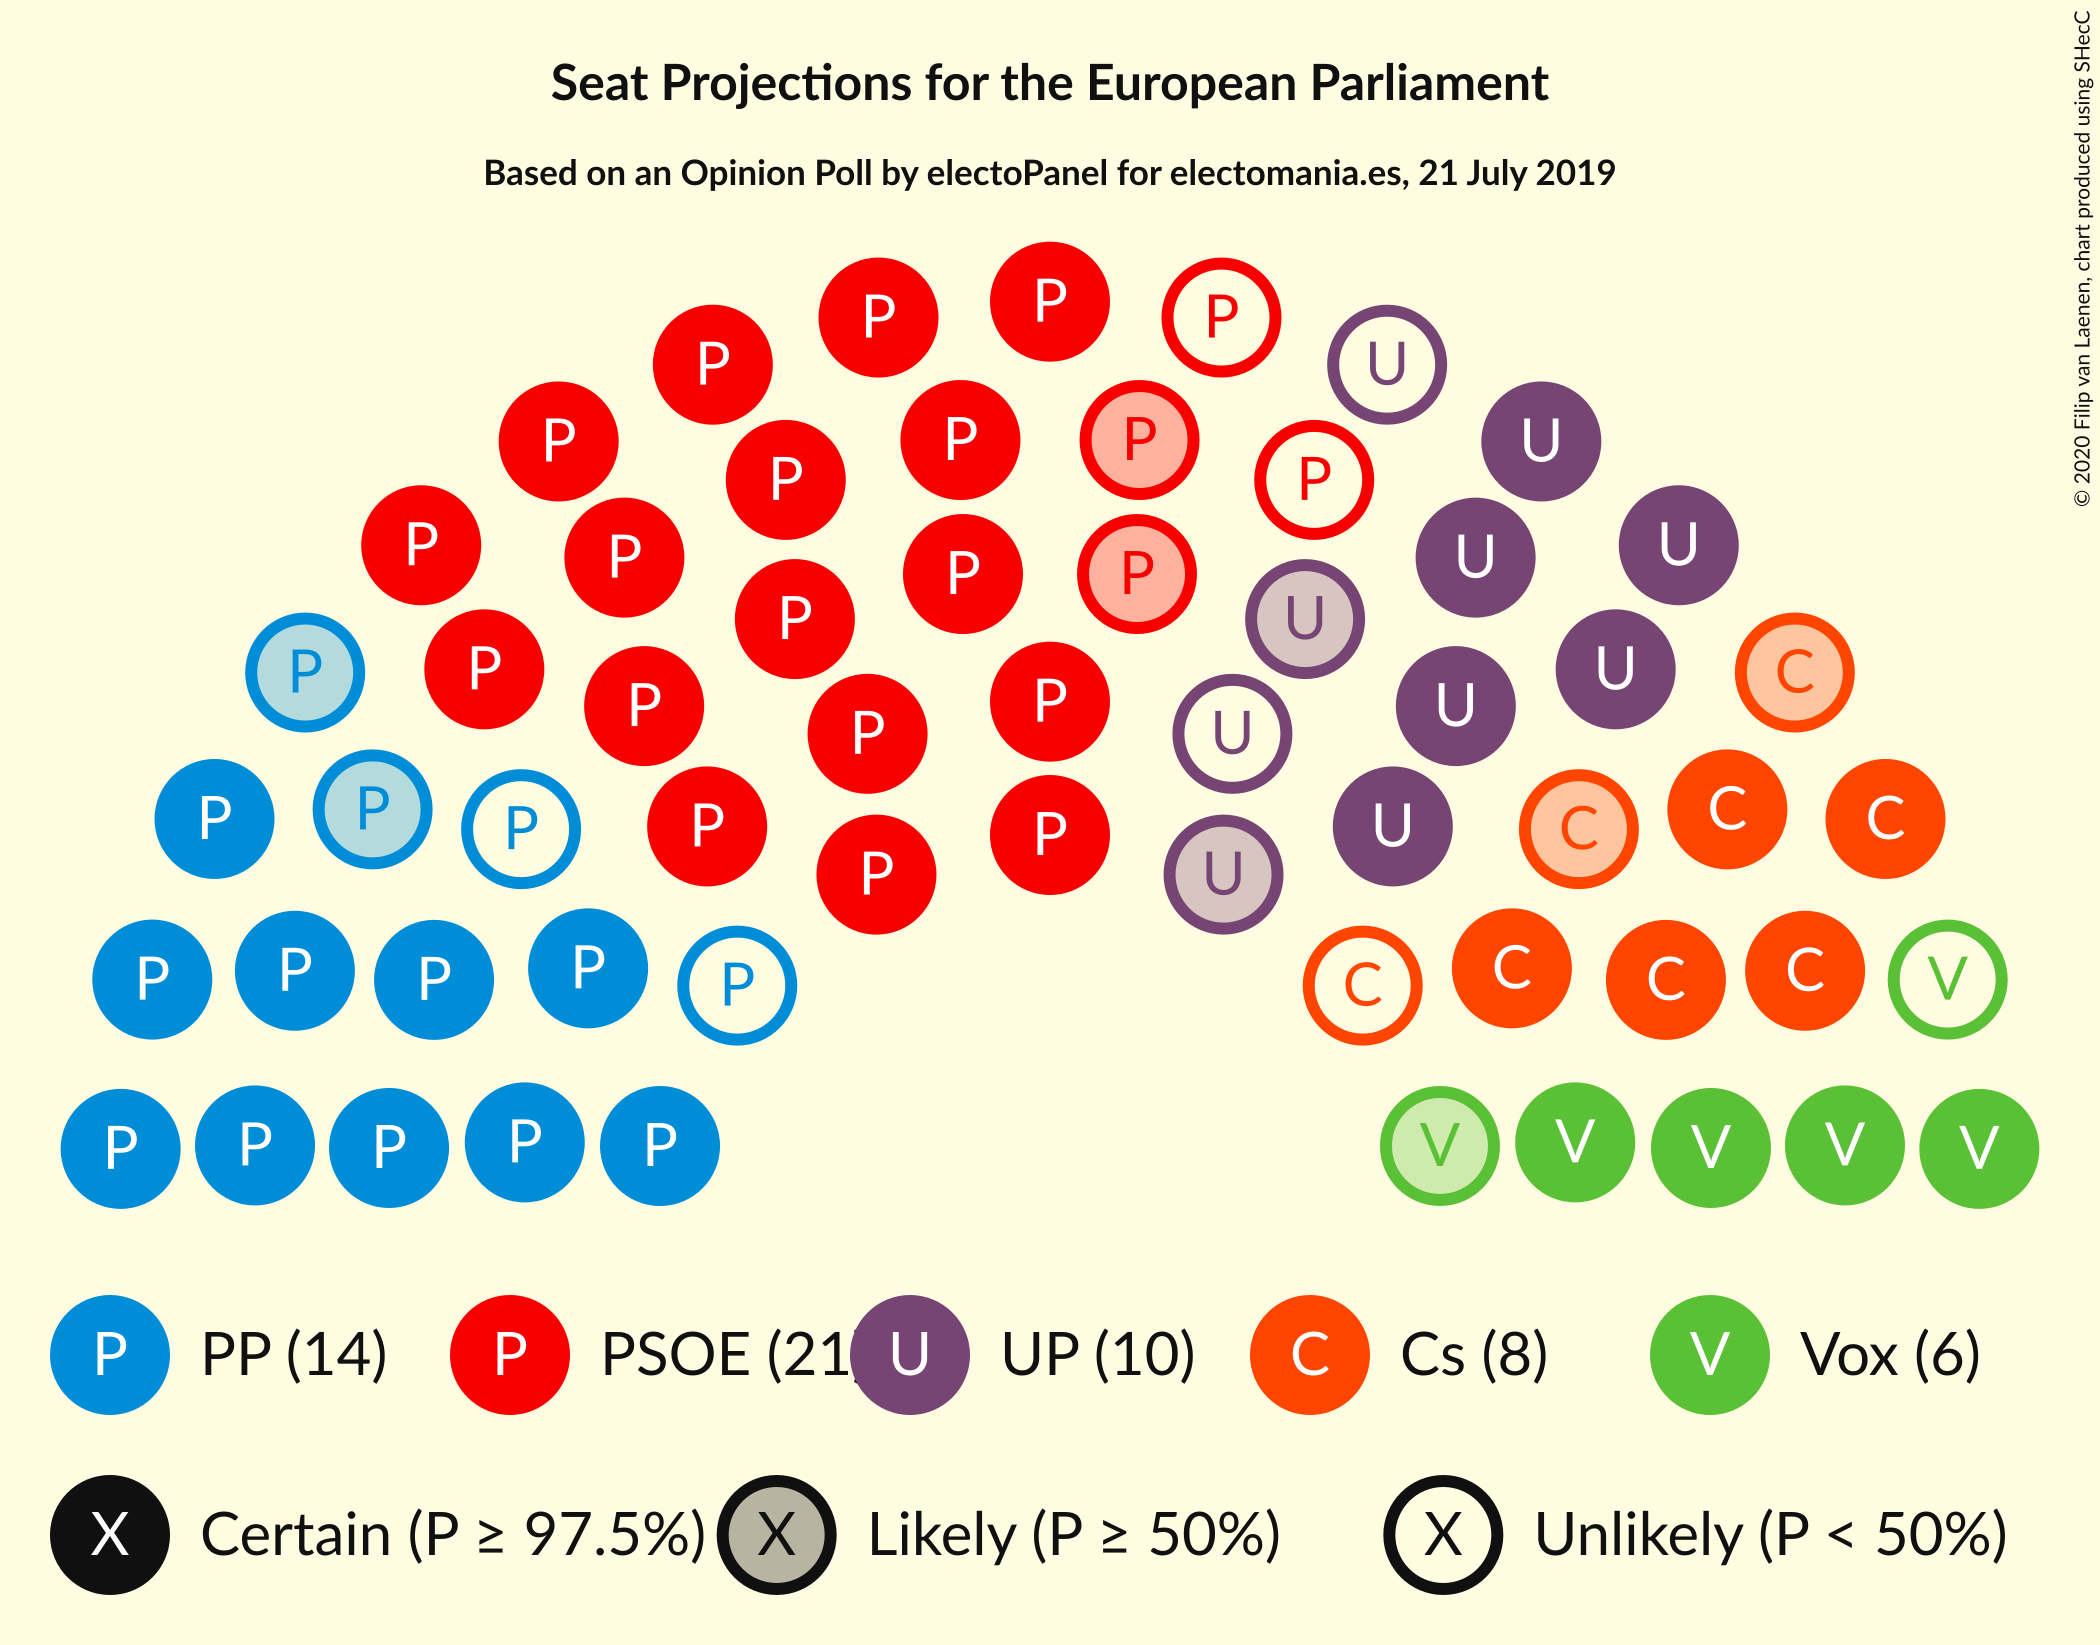 Seat Projections for the European Parliament
Based on an Opinion Poll by electoPanel for electomania.es, 21 July 2019
© 2020 Filip van Laenen, chart produced using SHecC
P P P U
P P P P U
P P P P U U
P P P P U U
P P P P U C
P P P U U C
P P P P P U C C C
P P U
P P P P P C C C C V
P P P P P V V V V V
P PP (14) P PSOE (21) U UP (10) C Cs (8) V Vox (6)
X Certain (P ≥ 97.5%) X Likely (P ≥ 50%) X Unlikely (P < 50%)